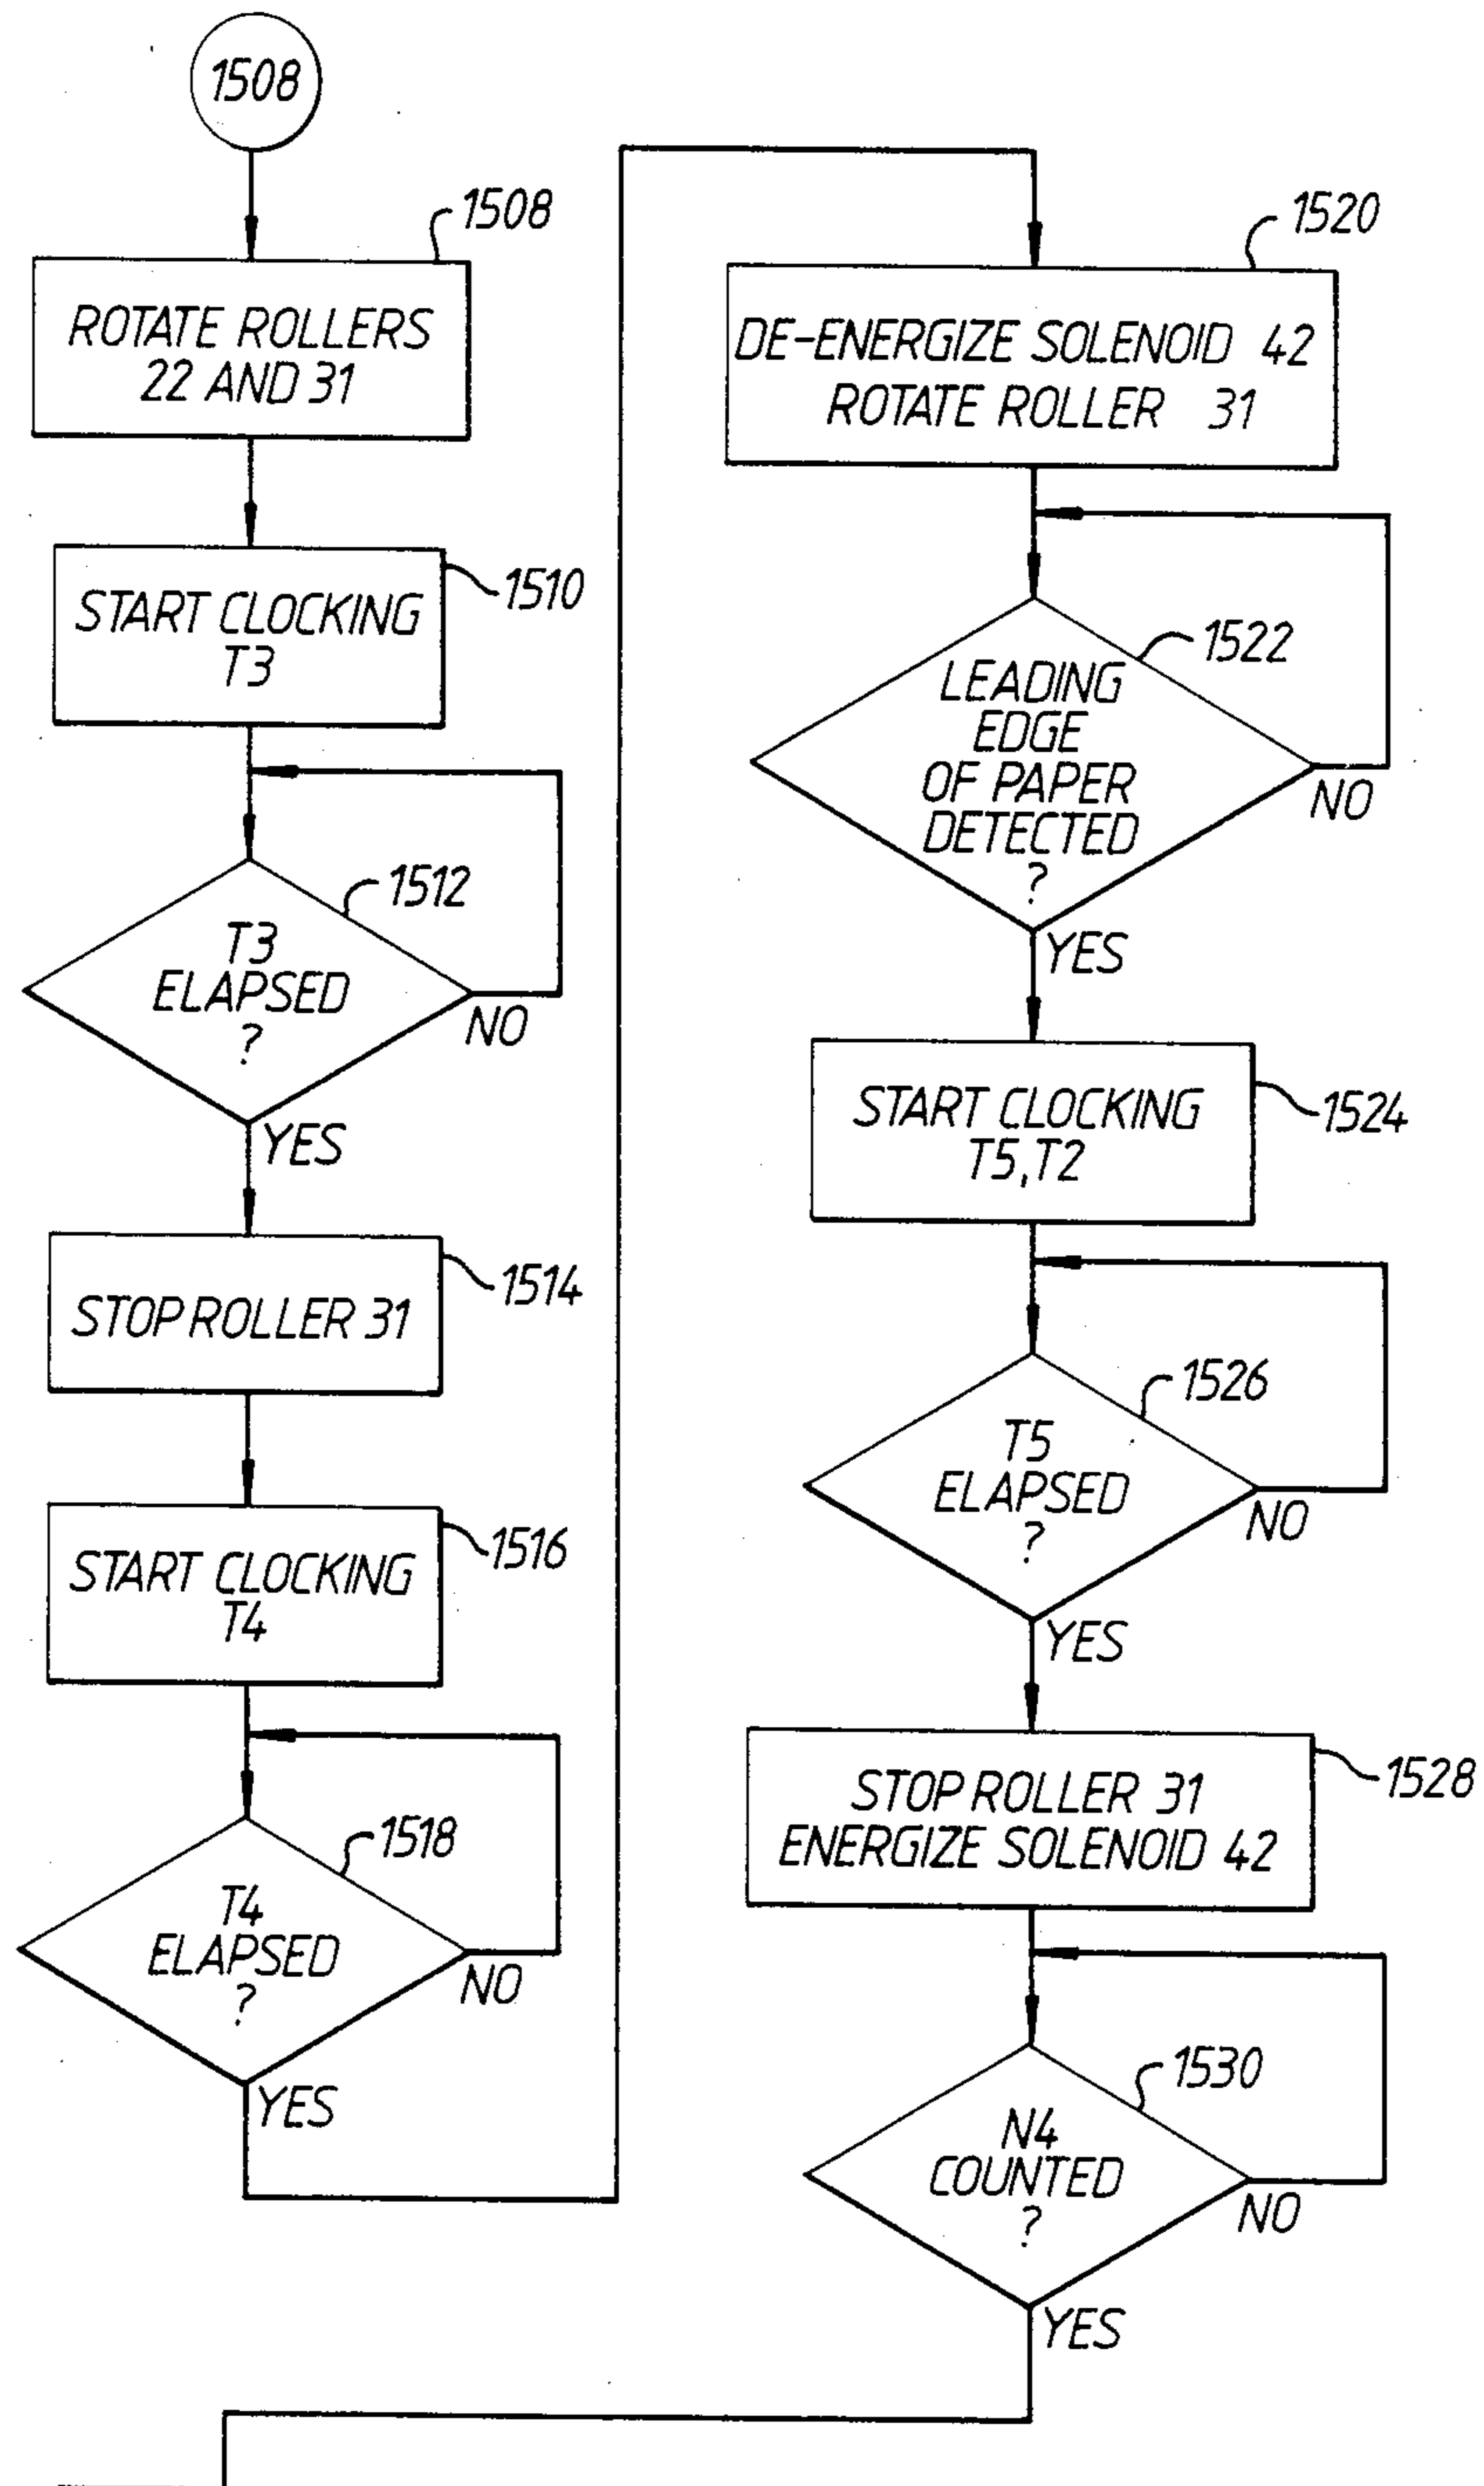 1508
1508
ROTATE ROLLERS
22 AND 31
1510
START CLOCKING
T3
1512
T3
ELAPSED
?
NO
YES
1514
STOP ROLLER 31
1516
START CLOCKING
T4
1518
T4
ELAPSED
?
NO
YES
1520
DE-ENERGIZE SOLENOID 42
ROTATE ROLLER 31
1522
LEADING
EDGE
OF PAPER
DETECTED
?
NO
YES
1524
START CLOCKING
T5,T2
1526
T5
ELAPSED
?
NO
YES
1528
STOP ROLLER 31
ENERGIZE SOLENOID 42
1530
N4
COUNTED
?
NO
YES